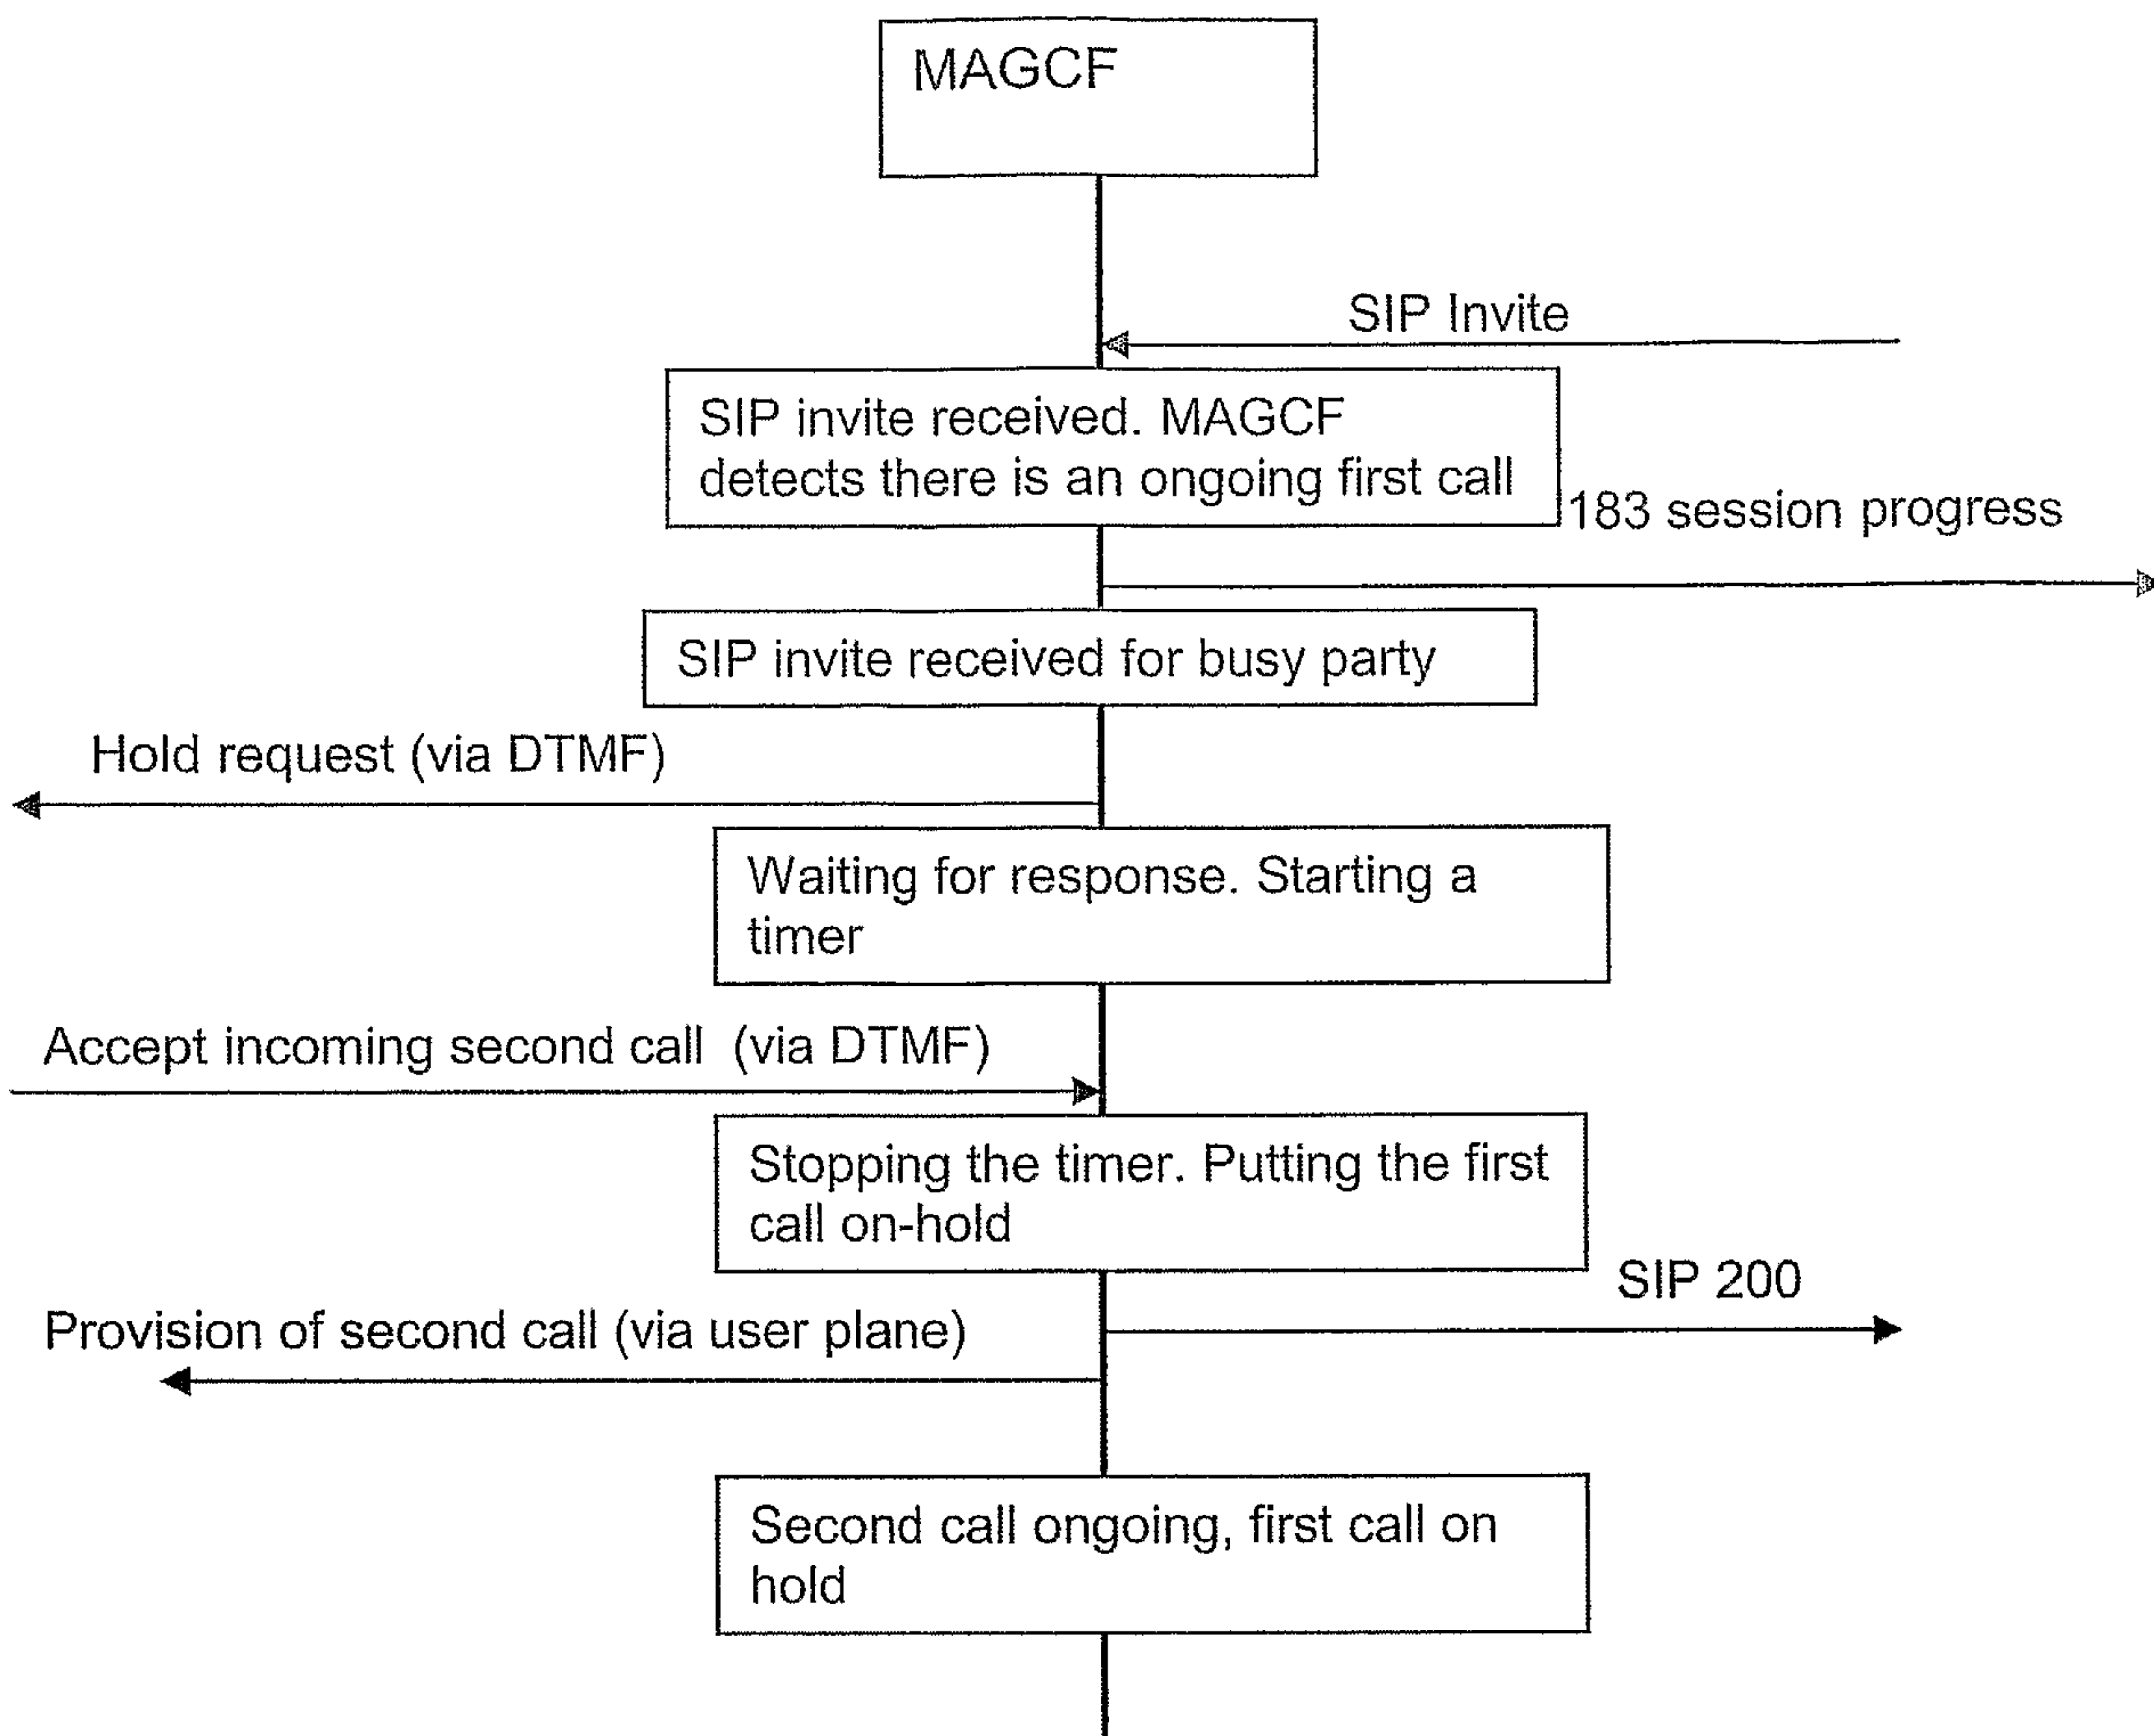 MAGCF
SIP Invite
SIP invite received. MAGCF
detects there is an ongoing first call
183 session progress
SIP invite received for busy party
Hold request (via DTMF)
Waiting for response. Starting a
timer
Accept incoming second call (via DTMF)
Stopping the timer. Putting the first
call on-hold
SIP 200
Provision of second call (via user plane)
Second call ongoing, first call on
hold